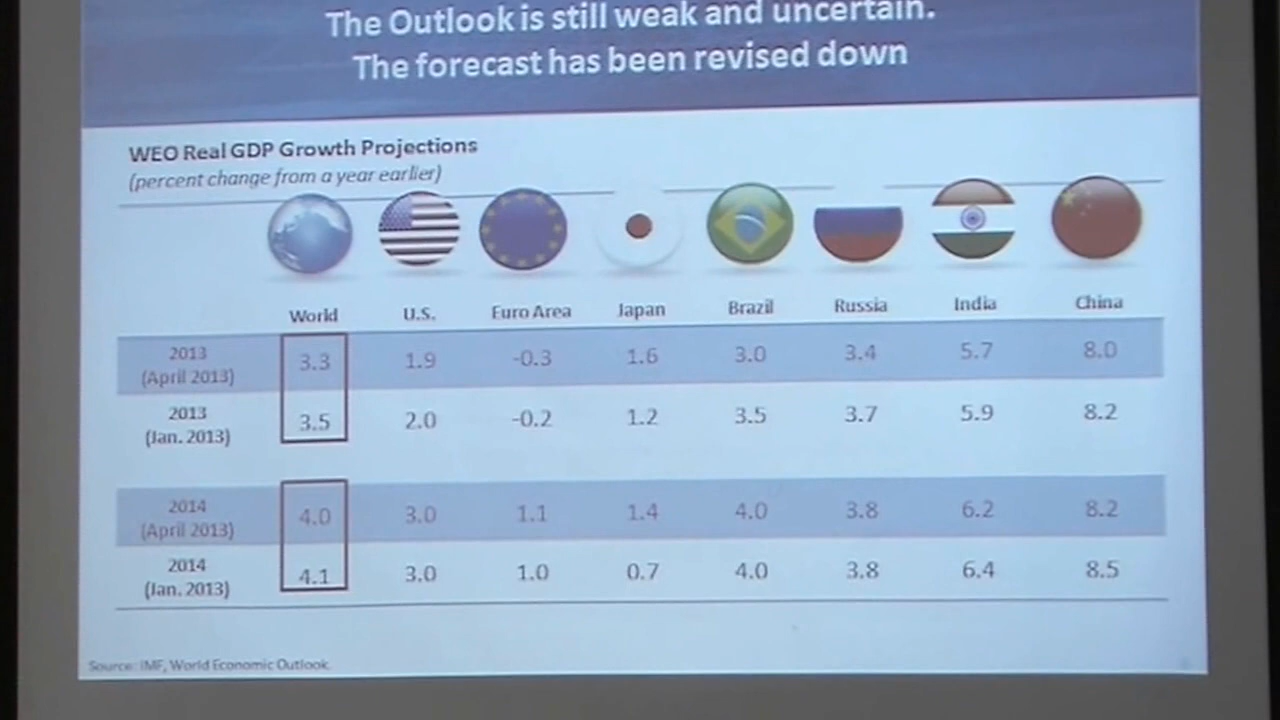 The Outlook is still weak and uncertain.
The forecast has been revised down
WEO Real GDP Growth Projections
(percent change from a year earlier)
World U.S. Euro Area Japan Brazil Russia India China
2013
(April 2013) 3.3 1.9 -0.3 1.6 3.0 3.4 5.7 8.0
2013
(Jan. 2013) 3.5 2.0 -0.2 1.2 3.5 3.7 5.9 8.2
2014
(April 2013) 4.0 3.0 1.1 1.4 4.0 3.8 6.2 8.2
2014
(Jan. 2013) 4.1 3.0 1.0 0.7 4.0 3.8 6.4 8.5
Source: IMF, World Economic Outlook.